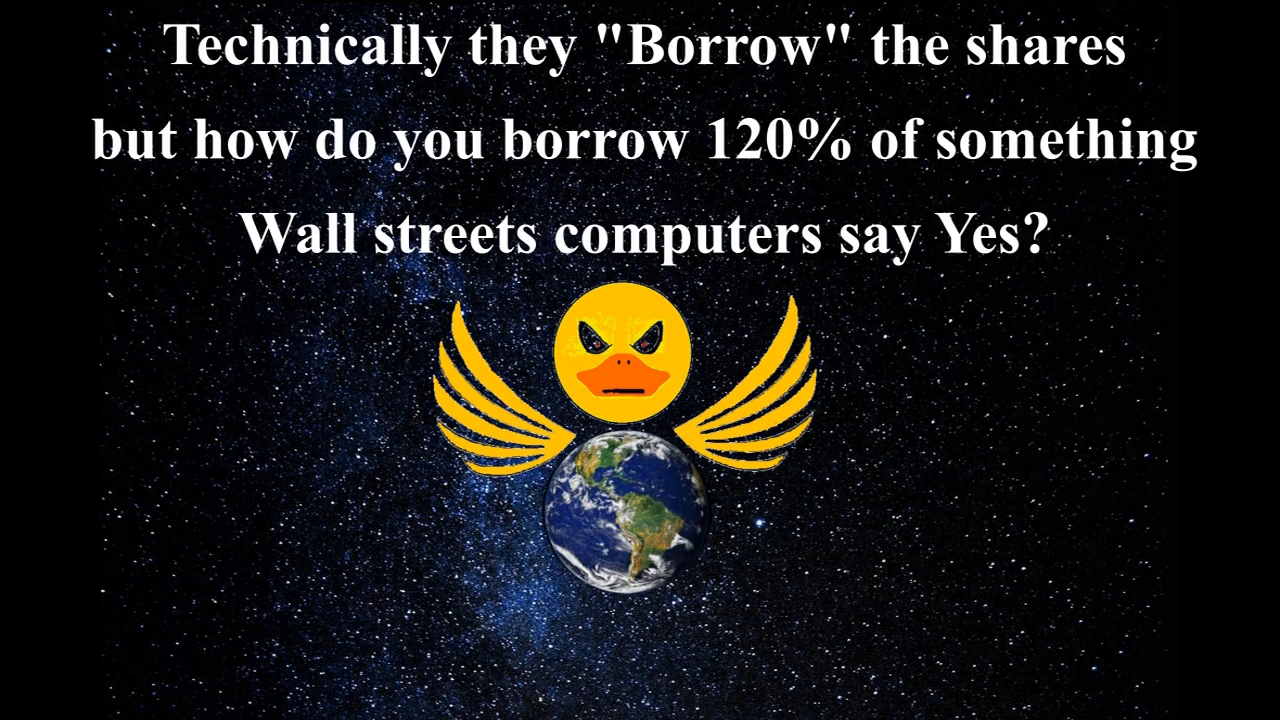 Technically they "Borrow" the shares
but how do you borrow 120% of something
Wall streets computers say Yes?